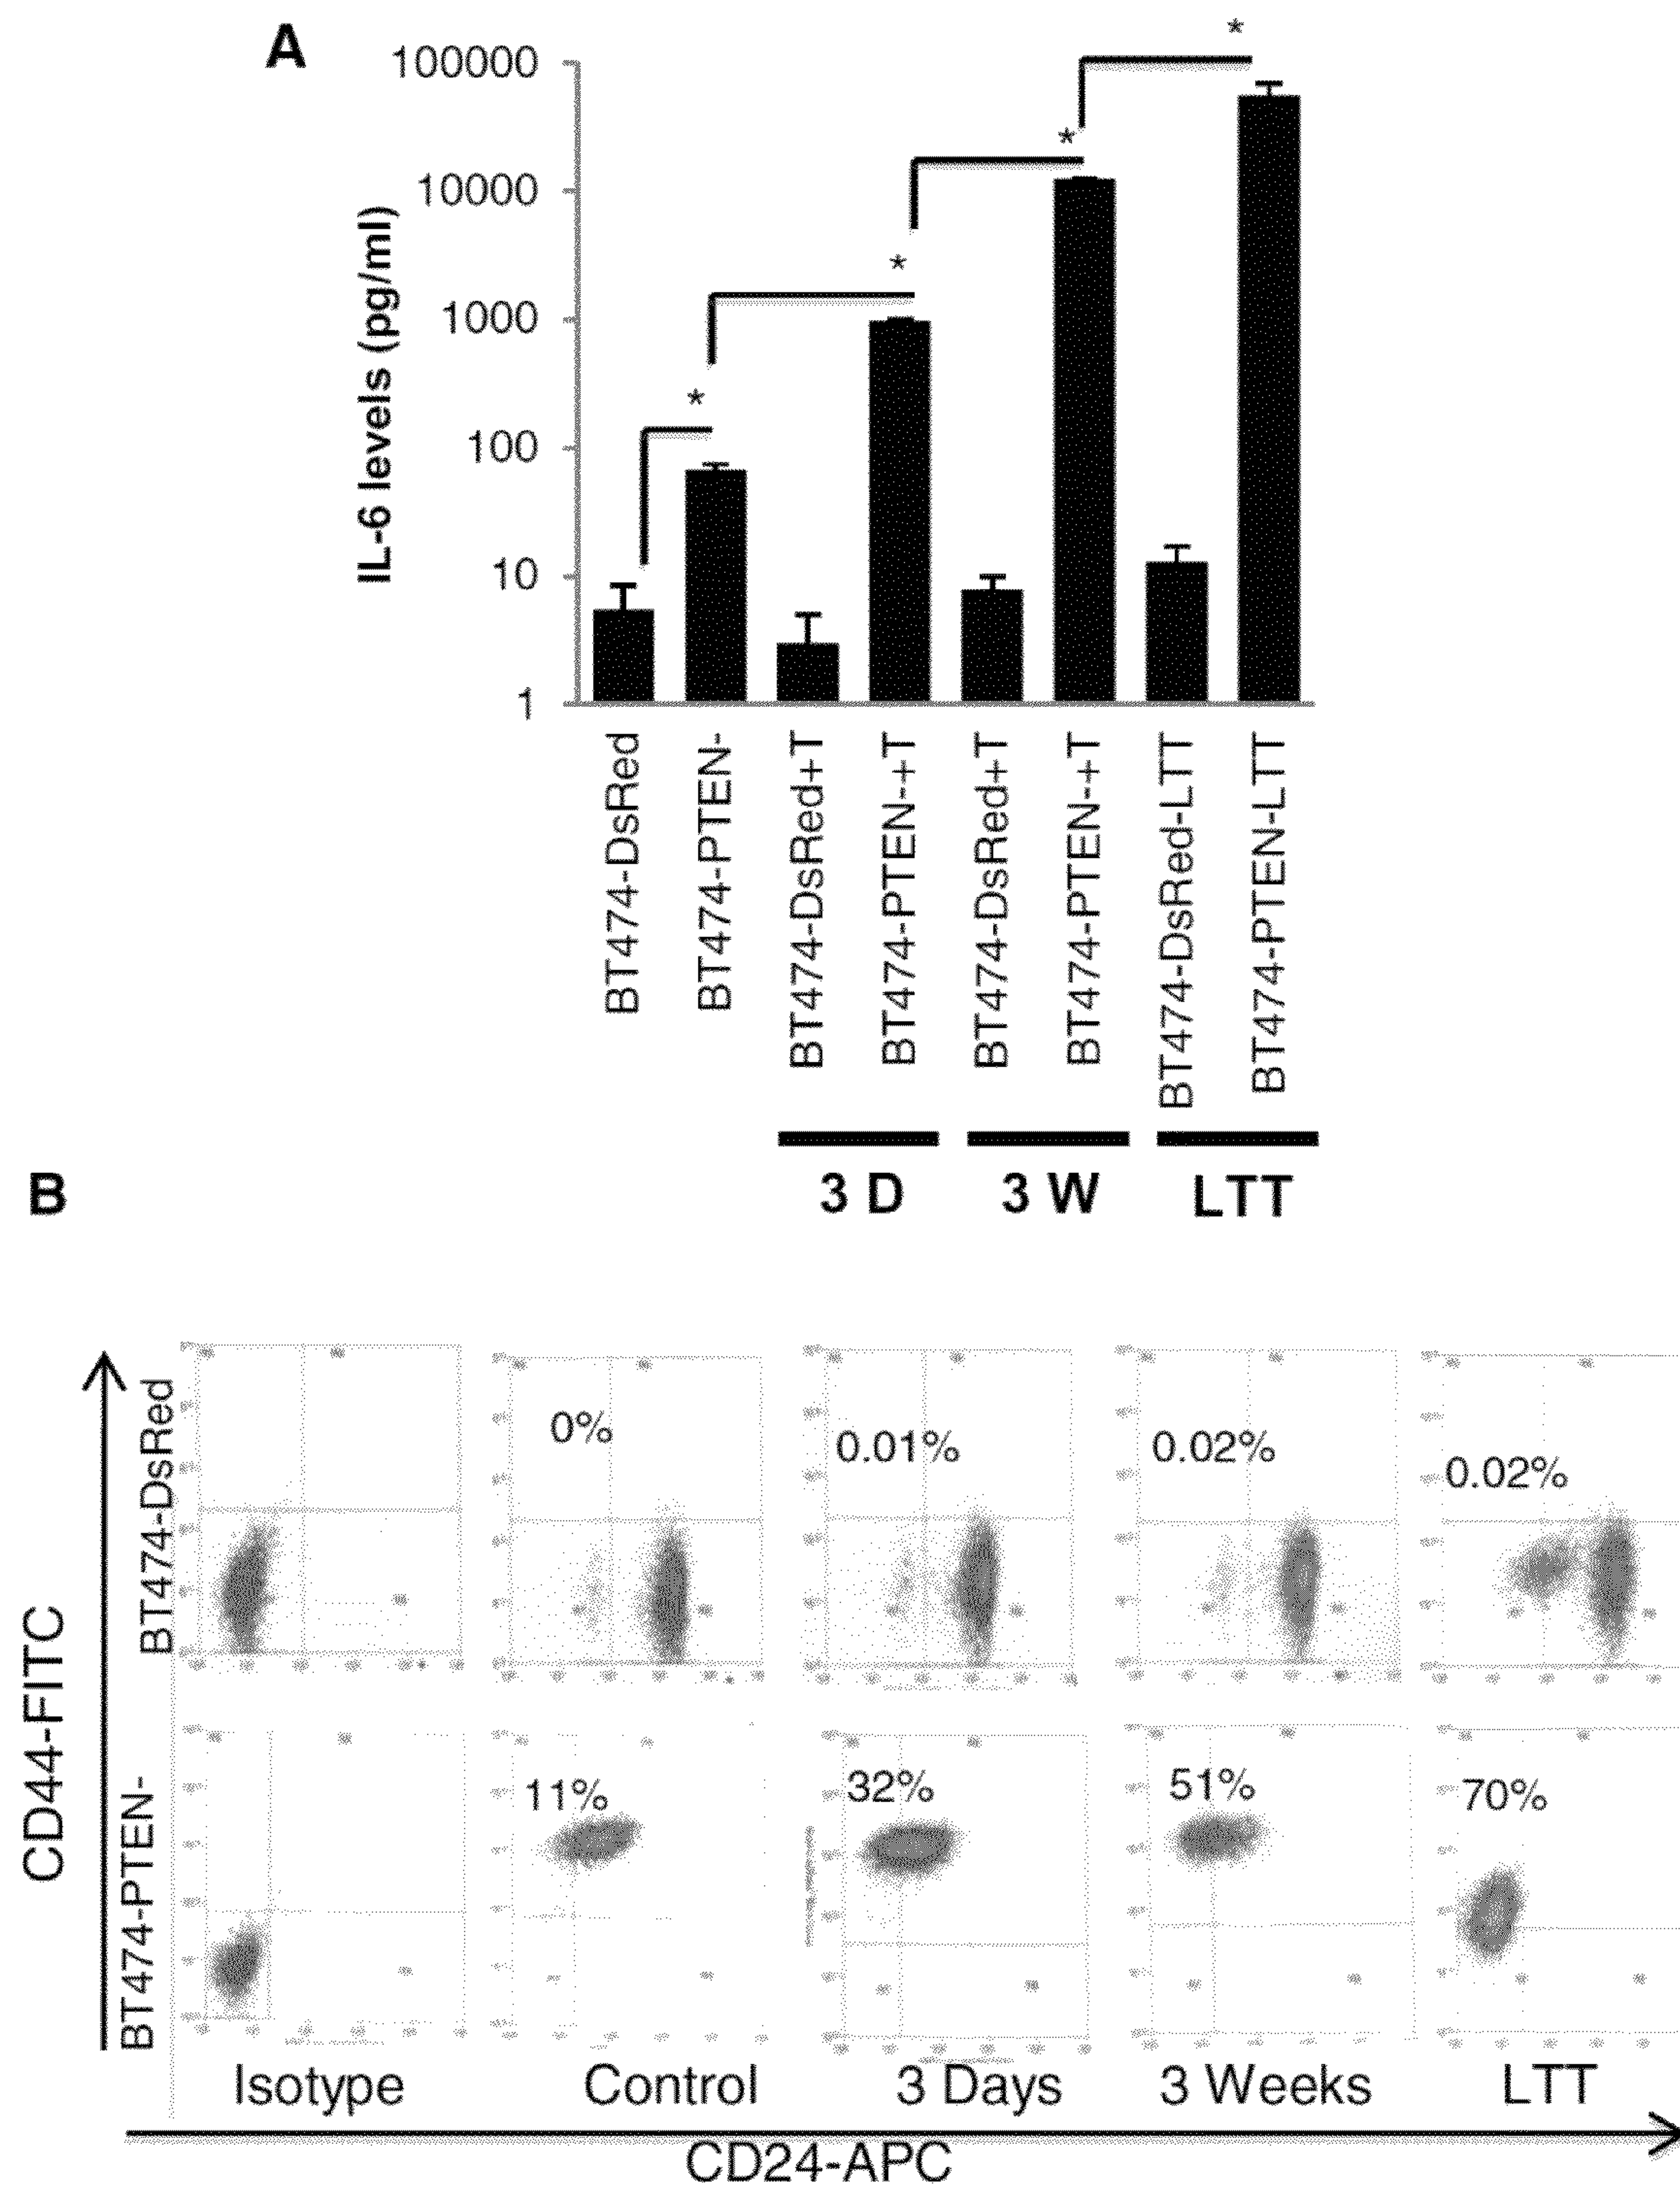 A
*
100000
*
10000
*
1000
*
100
10
1
IL-6 levels (pg/ml)
BT474-DsRed
BT474-PTEN-
BT474-DsRed+T
BT474-PTEN-+T
BT474-DsRed+T
BT474-PTEN-+T
BT474-DsRed-LTT
BT474-PTEN-LTT
3 D
3 W
LTT
B
CD44-FITC
BT474-DsRed
0%
0.01%
0.02%
0.02%
BT474-PTEN-
11%
32%
51%
70%
Isotype
Control
3 Days
3 Weeks
LTT
CD24-APC